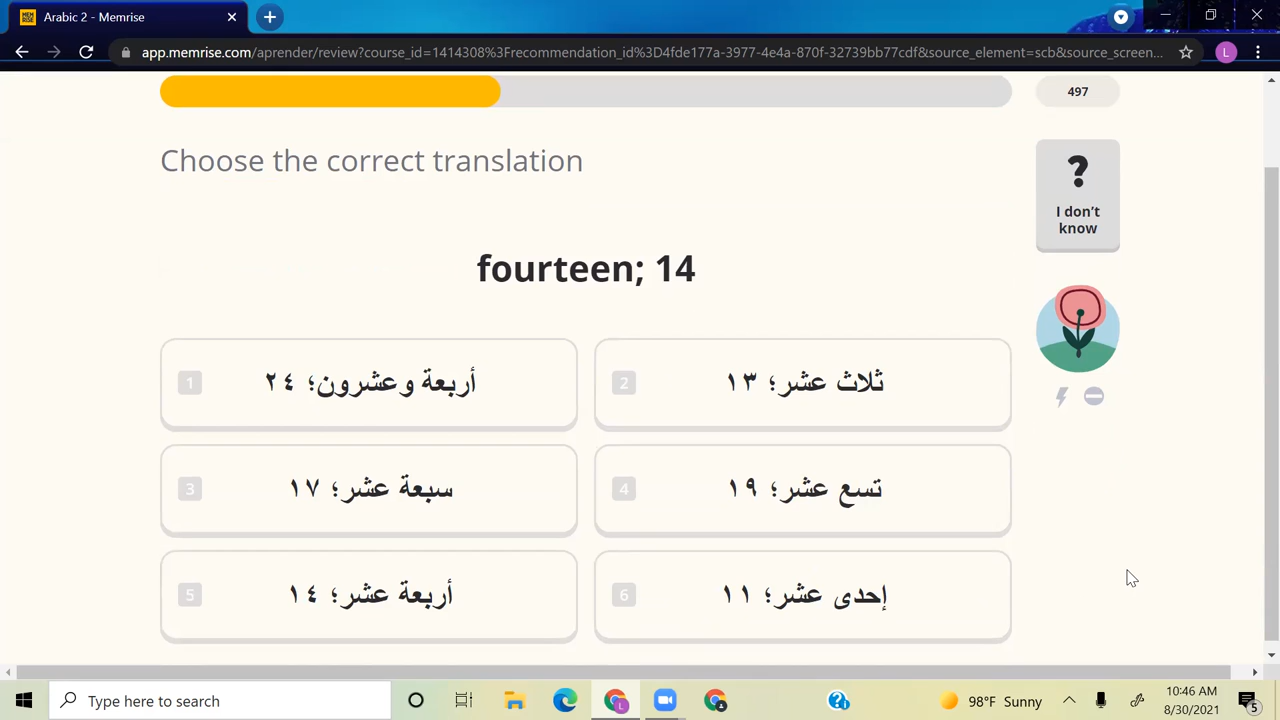 Arabic 2 - Memrise
app.memrise.com/aprender/review?course_id=1414308%3Frecommendation_id%3D4fde177a-3977-4e4a-870f-32739bb77cdf&source_element=scb&source_screen...
L
497
Choose the correct translation
?
I don't
know
fourteen; 14
1 أربعة وعشرون؛ ٢٤
2 ثلاث عشر؛ ١٣
3 سبعة عشر؛ ١٧
4 تسع عشر؛ ١٩
5 أربعة عشر؛ ١٤
6 إحدى عشر؛ ١١
Type here to search
98°F Sunny
10:46 AM
8/30/2021
5